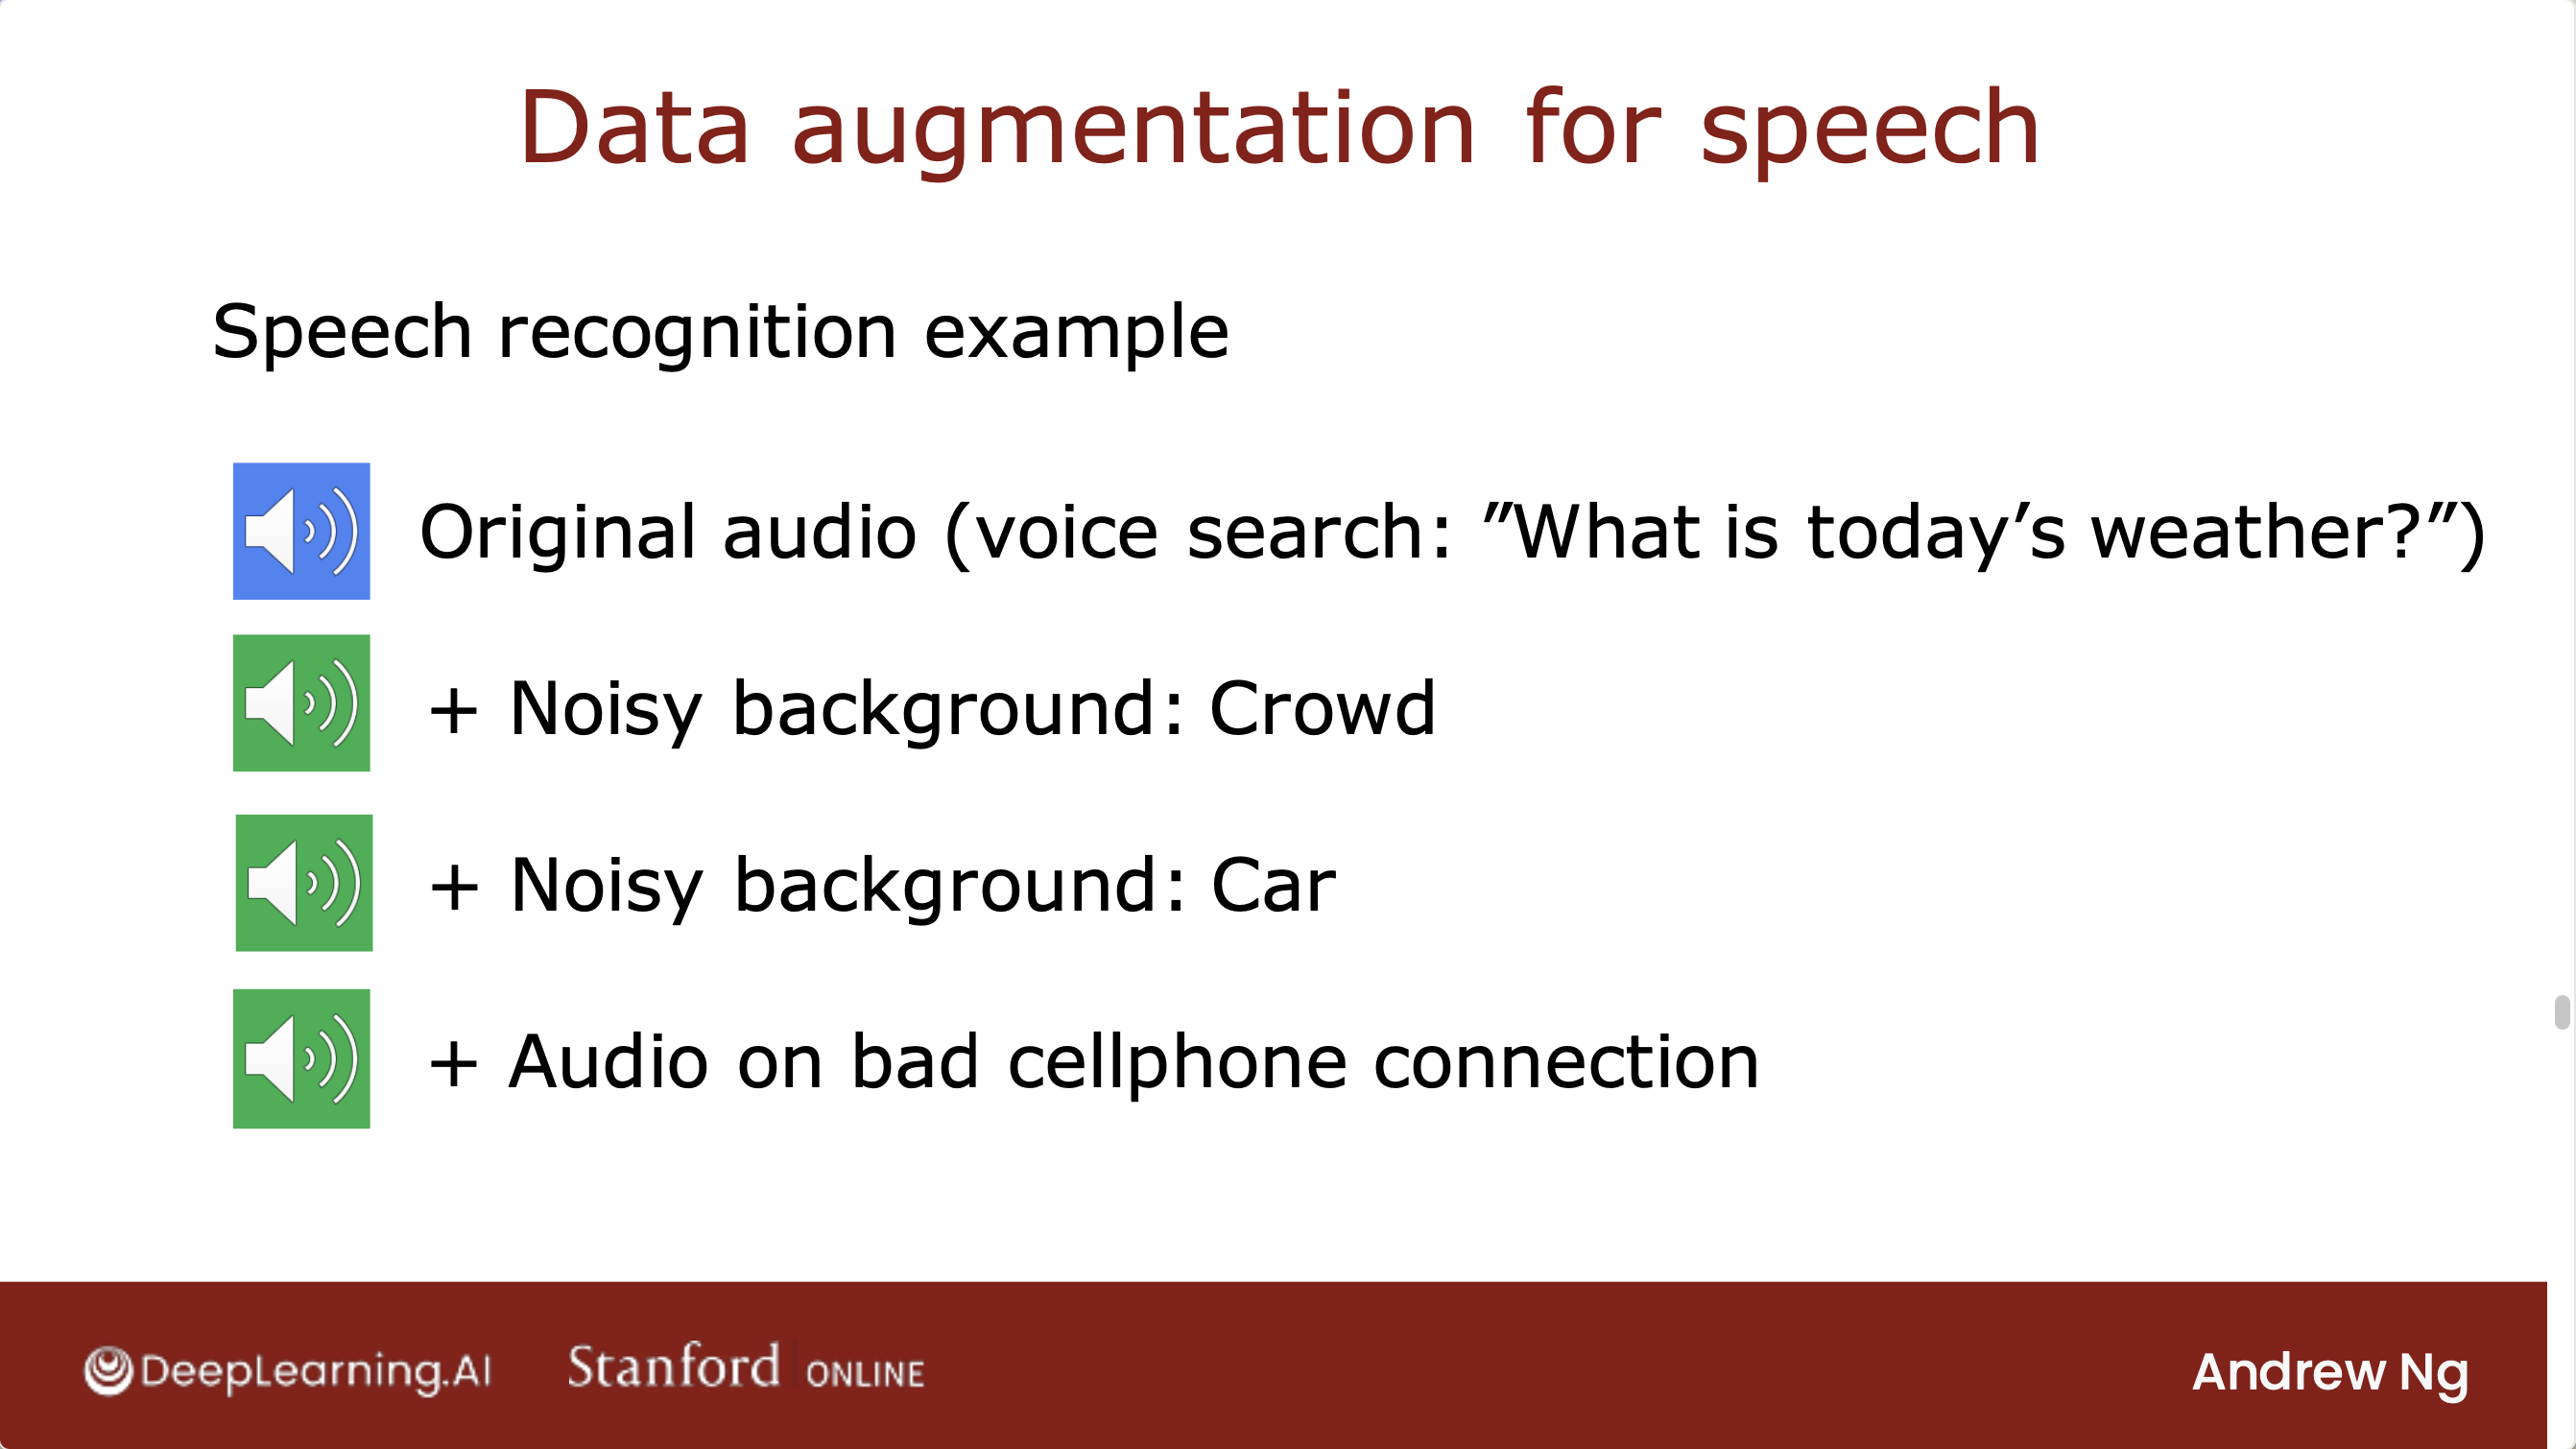 Data augmentation for speech
Speech recognition example
Original audio (voice search: ”What is today’s weather?”)
+ Noisy background: Crowd
+ Noisy background: Car
+ Audio on bad cellphone connection
DeepLearning.AI Stanford ONLINE Andrew Ng